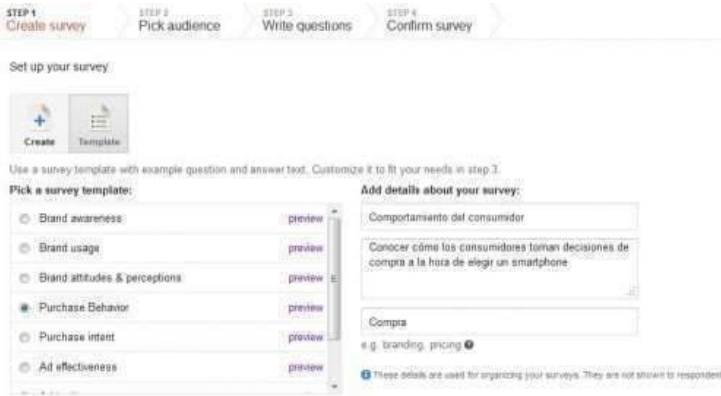 STEP 1
Create survey
STEP 2
Pick audience
STEP 3
Write questions
STEP 4
Confirm survey
Set up your survey
Create
Template
Use a survey template with example question and answer text. Customize it to fit your needs in step 3.
Pick a survey template:
Brand awareness preview
Brand usage preview
Brand attitudes & perceptions preview
Purchase Behavior preview
Purchase intent preview
Ad effectiveness preview
Add details about your survey:
Comportamiento del consumidor
Conocer cómo los consumidores toman decisiones de
compra a la hora de elegir un smartphone
Compra
e.g. branding, pricing
These details are used for organizing your surveys. They are not shown to respondent